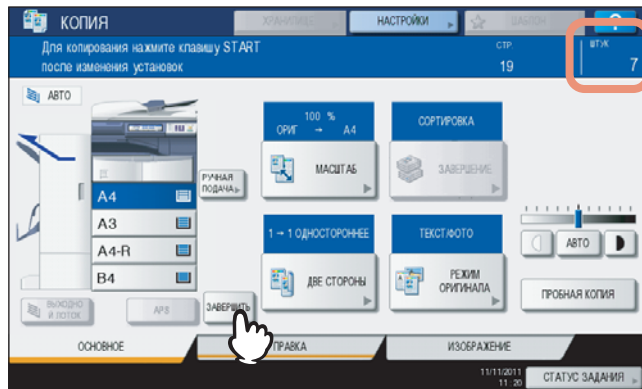 КОПИЯ
ХРАНИЛИЩЕ
НАСТРОЙКИ
ШАБЛОН
?
Для копирования нажмите клавишу START
после изменения установок
СТР.
19
ШТУК
7
АВТО
100 %
ОРИГ → A4
МАСШТАБ
СОРТИРОВКА
ЗАВЕРШЕНИЕ
РУЧНАЯ
ПОДАЧА
A4
A3
A4-R
B4
1 → 1 ОДНОСТОРОННЕЕ
ДВЕ СТОРОНЫ
ТЕКСТ/ФОТО
РЕЖИМ
ОРИГИНАЛА
АВТО
ПРОБНАЯ КОПИЯ
ВЫХОДНО
Й ЛОТОК
APS
ЗАВЕРШИТЬ
ОСНОВНОЕ
ПРАВКА
ИЗОБРАЖЕНИЕ
11/11/2011
11 : 20
СТАТУС ЗАДАНИЯ